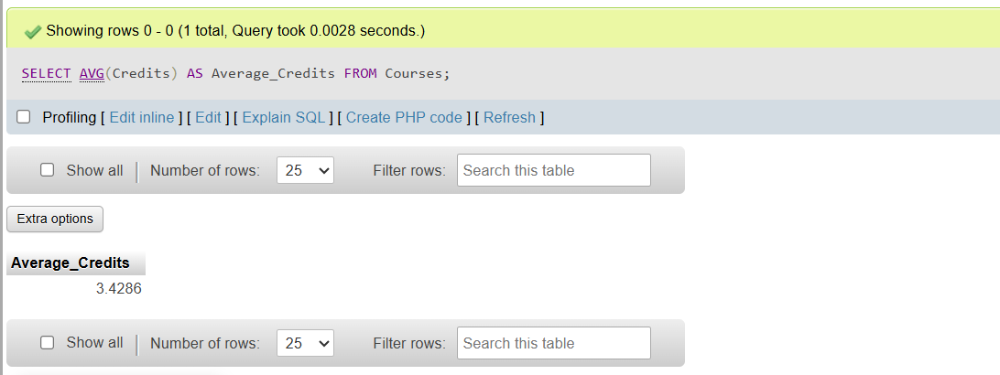 Showing rows 0 - 0 (1 total, Query took 0.0028 seconds.)
SELECT AVG(Credits) AS Average_Credits FROM Courses;
Profiling [ Edit inline ] [ Edit ] [ Explain SQL ] [ Create PHP code ] [ Refresh ]
Show all | Number of rows: 25 Filter rows: Search this table
Extra options
Average_Credits
3.4286
Show all | Number of rows: 25 Filter rows: Search this table